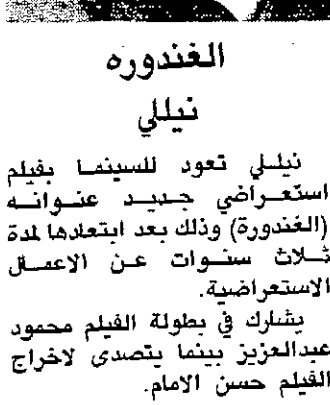 الغندوره
نيللي
نيللي تعود للسينما بفيلم
استعراضي جديد عنوانه
(الغندورة) وذلك بعد ابتعادها لمدة
ثلاث سنوات عن الاعمال
الاستعراضية.
يشارك في بطولة الفيلم محمود
عبدالعزيز بينما يتصدى لاخراج
الفيلم حسن الامام.